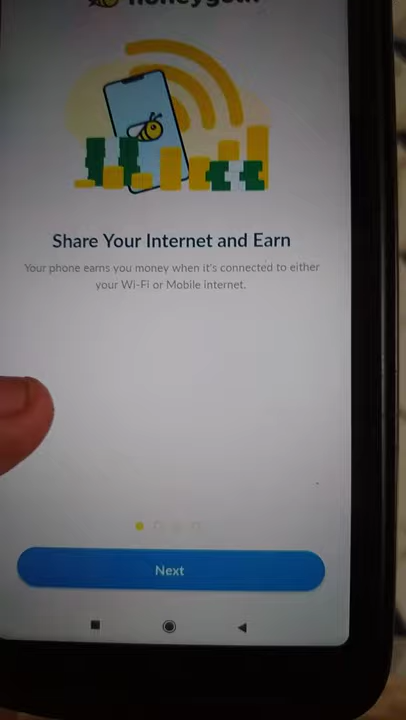 Share Your Internet and Earn
Your phone earns you money when it's connected to either
your Wi-Fi or Mobile internet.
Next